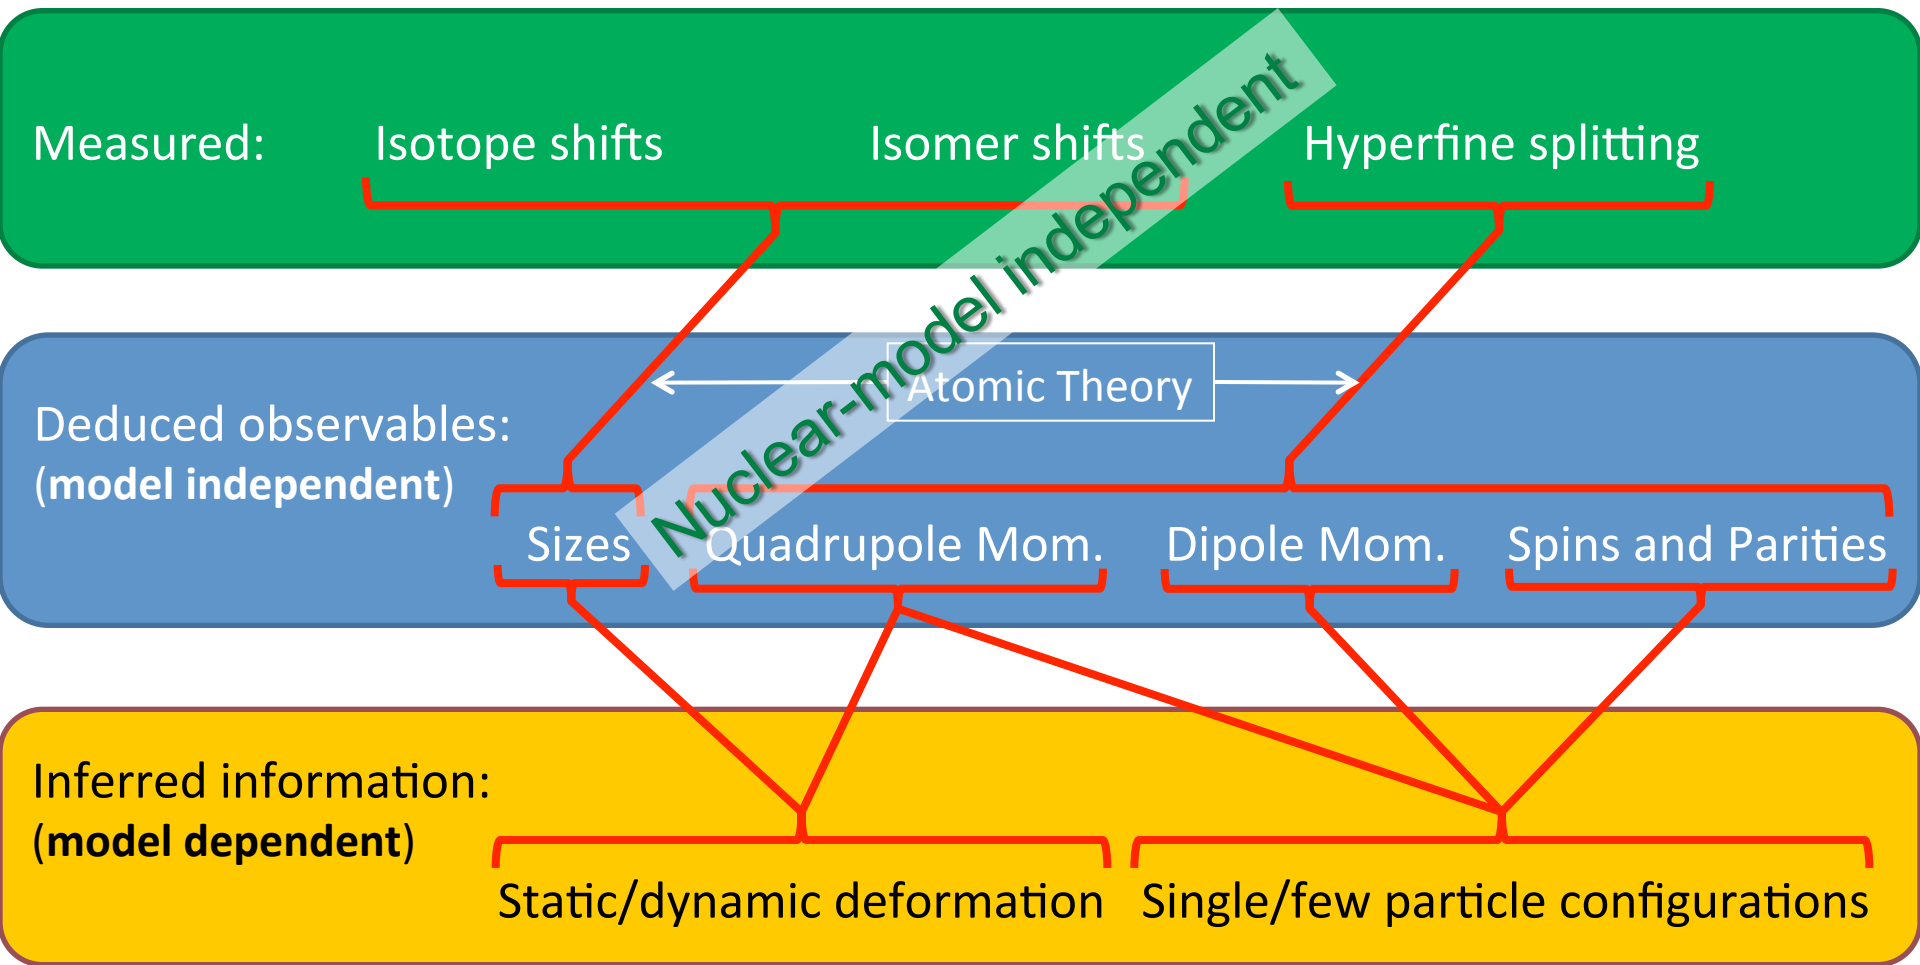 Measured:
Isotope shifts
Isomer shifts
Hyperfine splitting
Nuclear-model independent
Atomic Theory
Deduced observables:
(model independent)
Sizes
Quadrupole Mom.
Dipole Mom.
Spins and Parities
Inferred information:
(model dependent)
Static/dynamic deformation
Single/few particle configurations